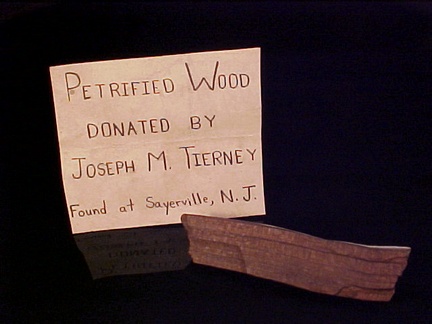 PETRIFIED WOOD
DONATED BY
JOSEPH M. TIERNEY
Found at Sayerville, N.J.